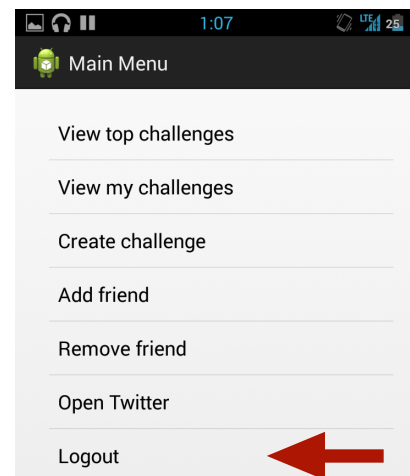 1:07 LTE 25
Main Menu
View top challenges
View my challenges
Create challenge
Add friend
Remove friend
Open Twitter
Logout